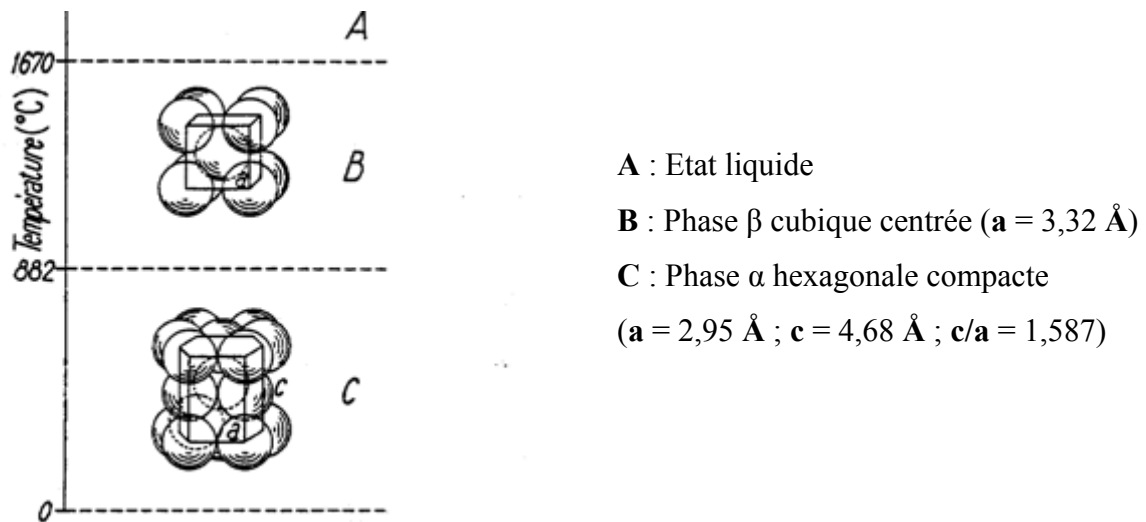 A
1670
Température (°C)
B
a
882
c
C
a
0
A : Etat liquide
B : Phase β cubique centrée (a = 3,32 Å)
C : Phase α hexagonale compacte
(a = 2,95 Å ; c = 4,68 Å ; c/a = 1,587)